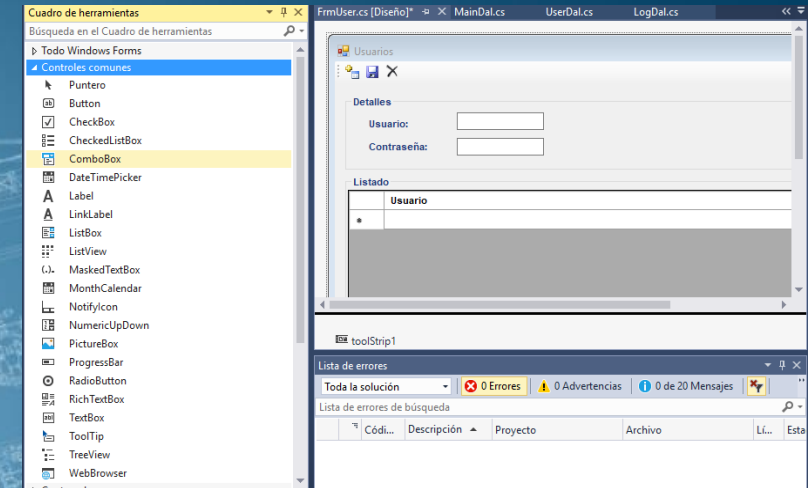 Cuadro de herramientas
Búsqueda en el Cuadro de herramientas
Todo Windows Forms
Controles comunes
Puntero
Button
CheckBox
CheckedListBox
ComboBox
DateTimePicker
Label
LinkLabel
ListBox
ListView
MaskedTextBox
MonthCalendar
NotifyIcon
NumericUpDown
PictureBox
ProgressBar
RadioButton
RichTextBox
TextBox
ToolTip
TreeView
WebBrowser
FrmUser.cs [Diseño]* MainDal.cs UserDal.cs LogDal.cs
Usuarios
Detalles
Usuario:
Contraseña:
Listado
Usuario
toolStrip1
Lista de errores
Toda la solución 0 Errores 0 Advertencias 0 de 20 Mensajes
Lista de errores de búsqueda
Códi... Descripción Proyecto Archivo Lí... Esta